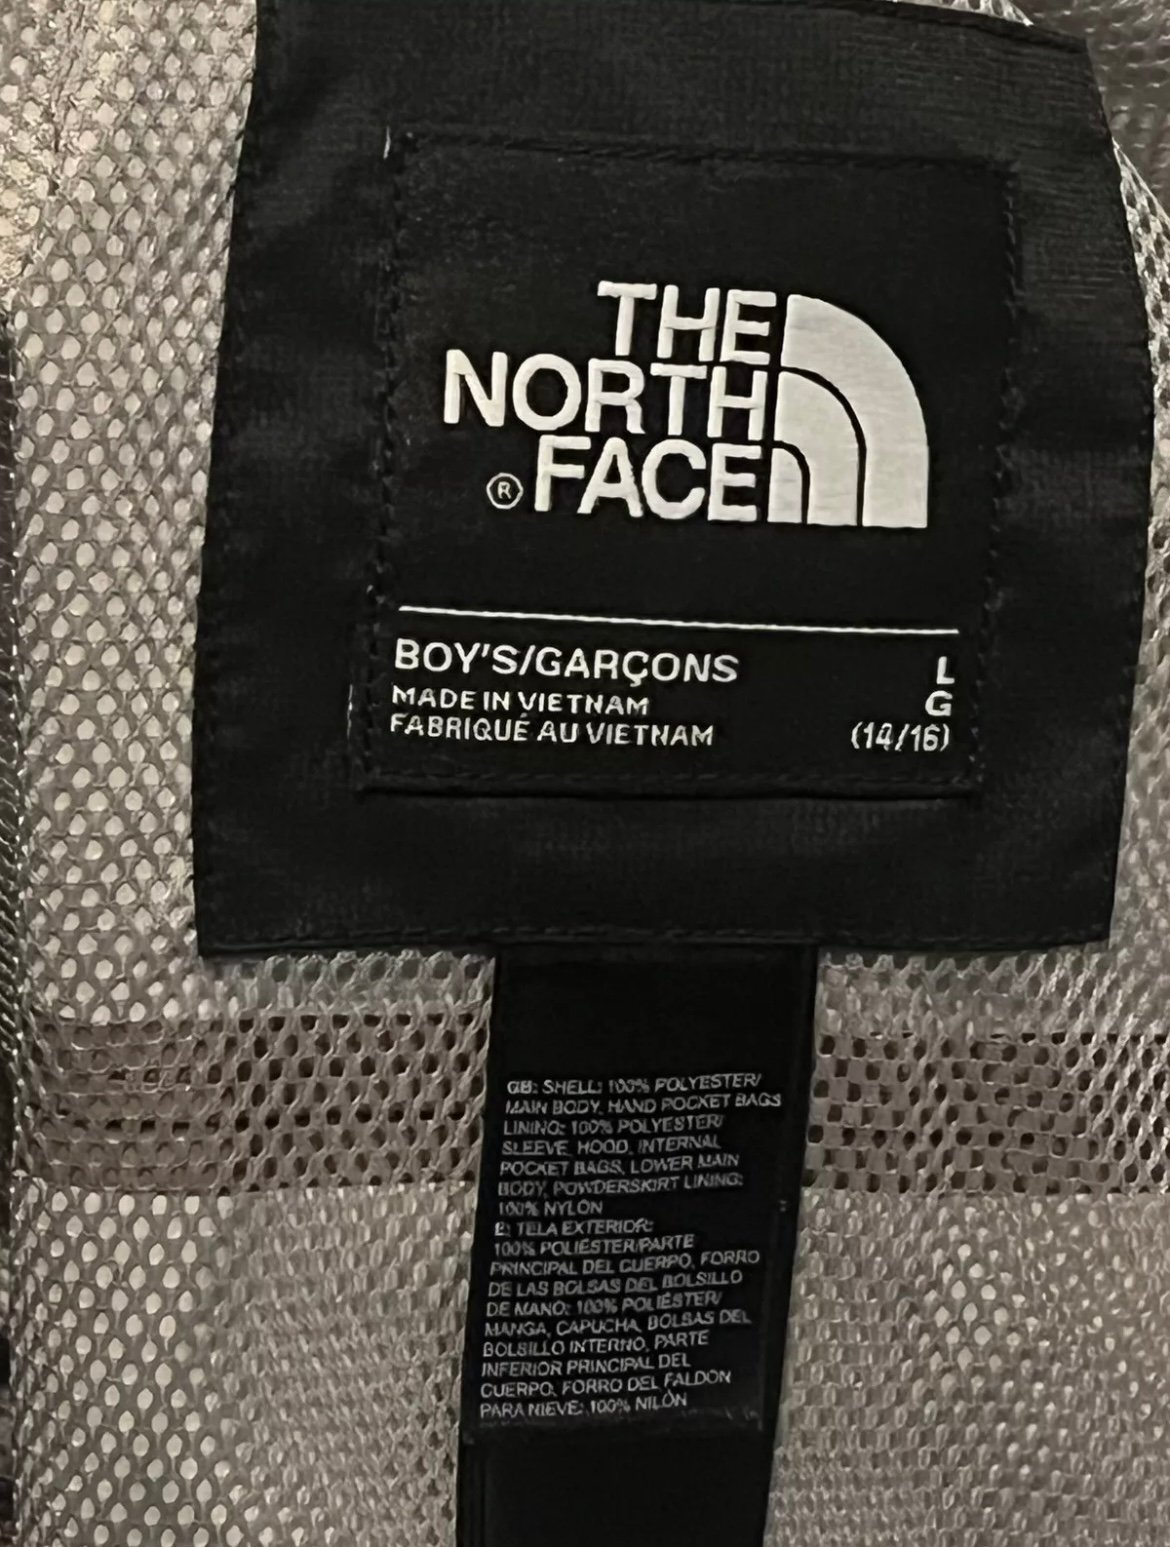 THE
NORTH
® FACE
BOY'S/GARÇONS L
MADE IN VIETNAM G
FABRIQUÉ AU VIETNAM (14/16)
GB: SHELL: 100% POLYESTER/
MAIN BODY, HAND POCKET BAGS
LINING: 100% POLYESTER/
SLEEVE, HOOD, INTERNAL
POCKET BAGS, LOWER MAIN
BODY, POWDERSKIRT LINING:
100% NYLON
E: TELA EXTERIOR:
100% POLIÉSTER/PARTE
PRINCIPAL DEL CUERPO, FORRO
DE LAS BOLSAS DEL BOLSILLO
DE MANO: 100% POLIÉSTER/
MANGA, CAPUCHA, BOLSAS DEL
BOLSILLO INTERNO, PARTE
INFERIOR PRINCIPAL DEL
CUERPO, FORRO DEL FALDON
PARA NIEVE: 100% NILÓN